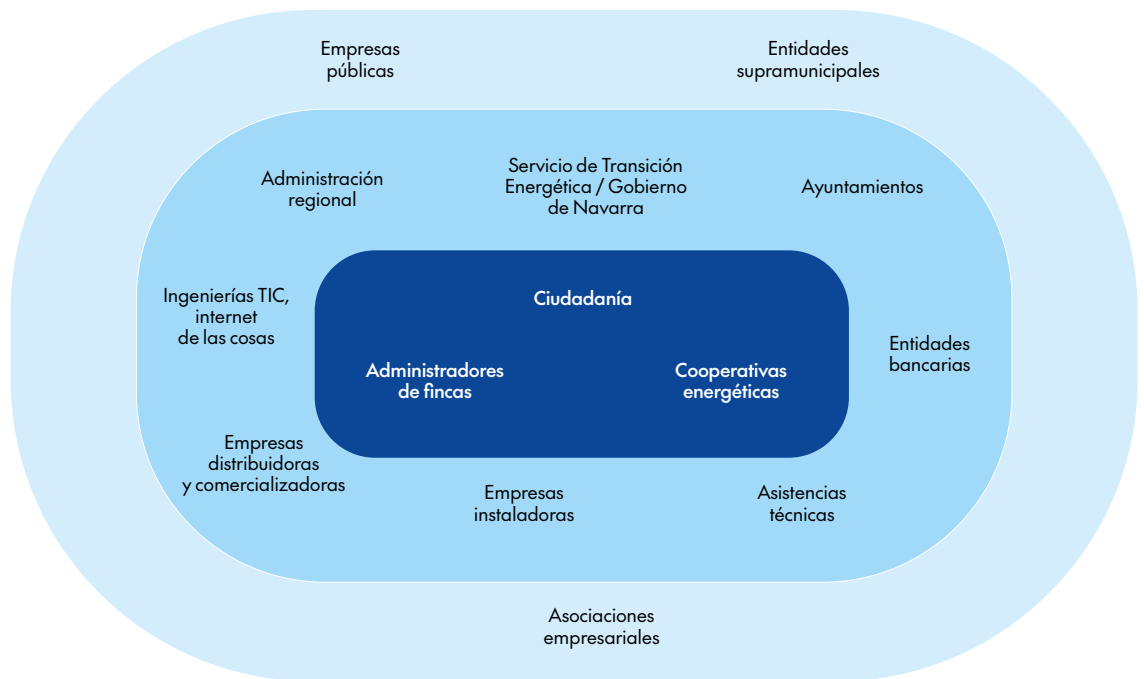 Empresas
públicas
Entidades
supramunicipales
Administración
regional
Servicio de Transición
Energética / Gobierno
de Navarra
Ayuntamientos
Ingenierías TIC,
internet
de las cosas
Ciudadanía
Administradores
de fincas
Cooperativas
energéticas
Entidades
bancarias
Empresas
distribuidoras
y comercializadoras
Empresas
instaladoras
Asistencias
técnicas
Asociaciones
empresariales